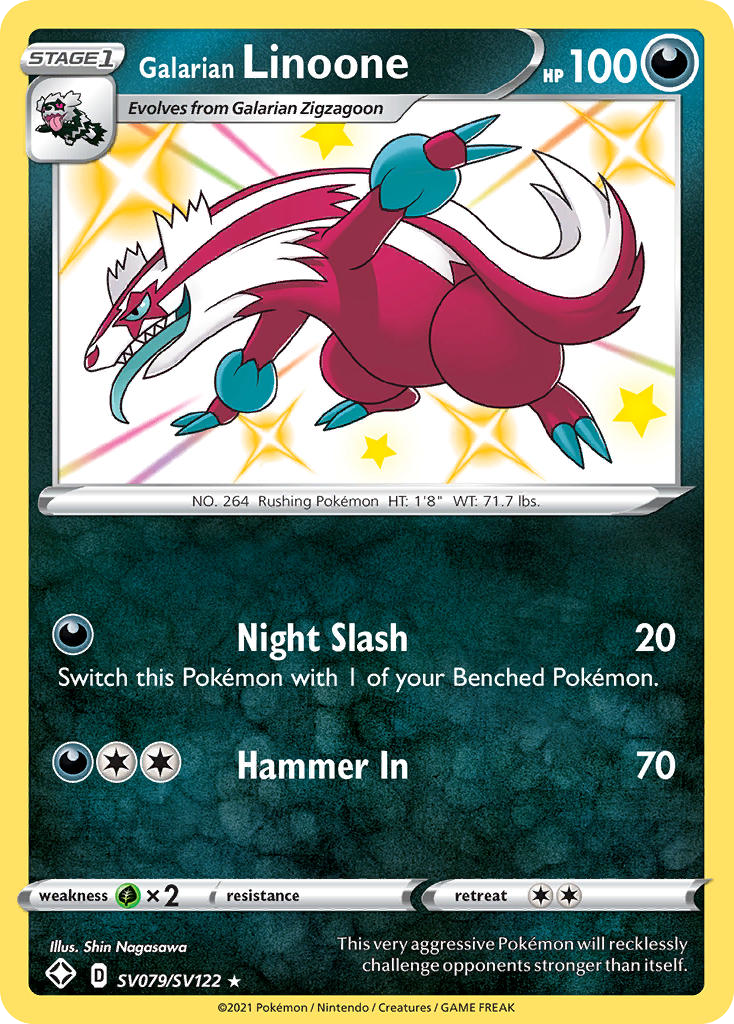 STAGE 1
Galarian Linoone
HP 100
Evolves from Galarian Zigzagoon
NO. 264 Rushing Pokémon HT: 1'8" WT: 71.7 lbs.
Night Slash 20
Switch this Pokémon with 1 of your Benched Pokémon.
Hammer In 70
weakness ×2 resistance retreat
Illus. Shin Nagasawa
This very aggressive Pokémon will recklessly
challenge opponents stronger than itself.
D SV079/SV122 ★
©2021 Pokémon / Nintendo / Creatures / GAME FREAK